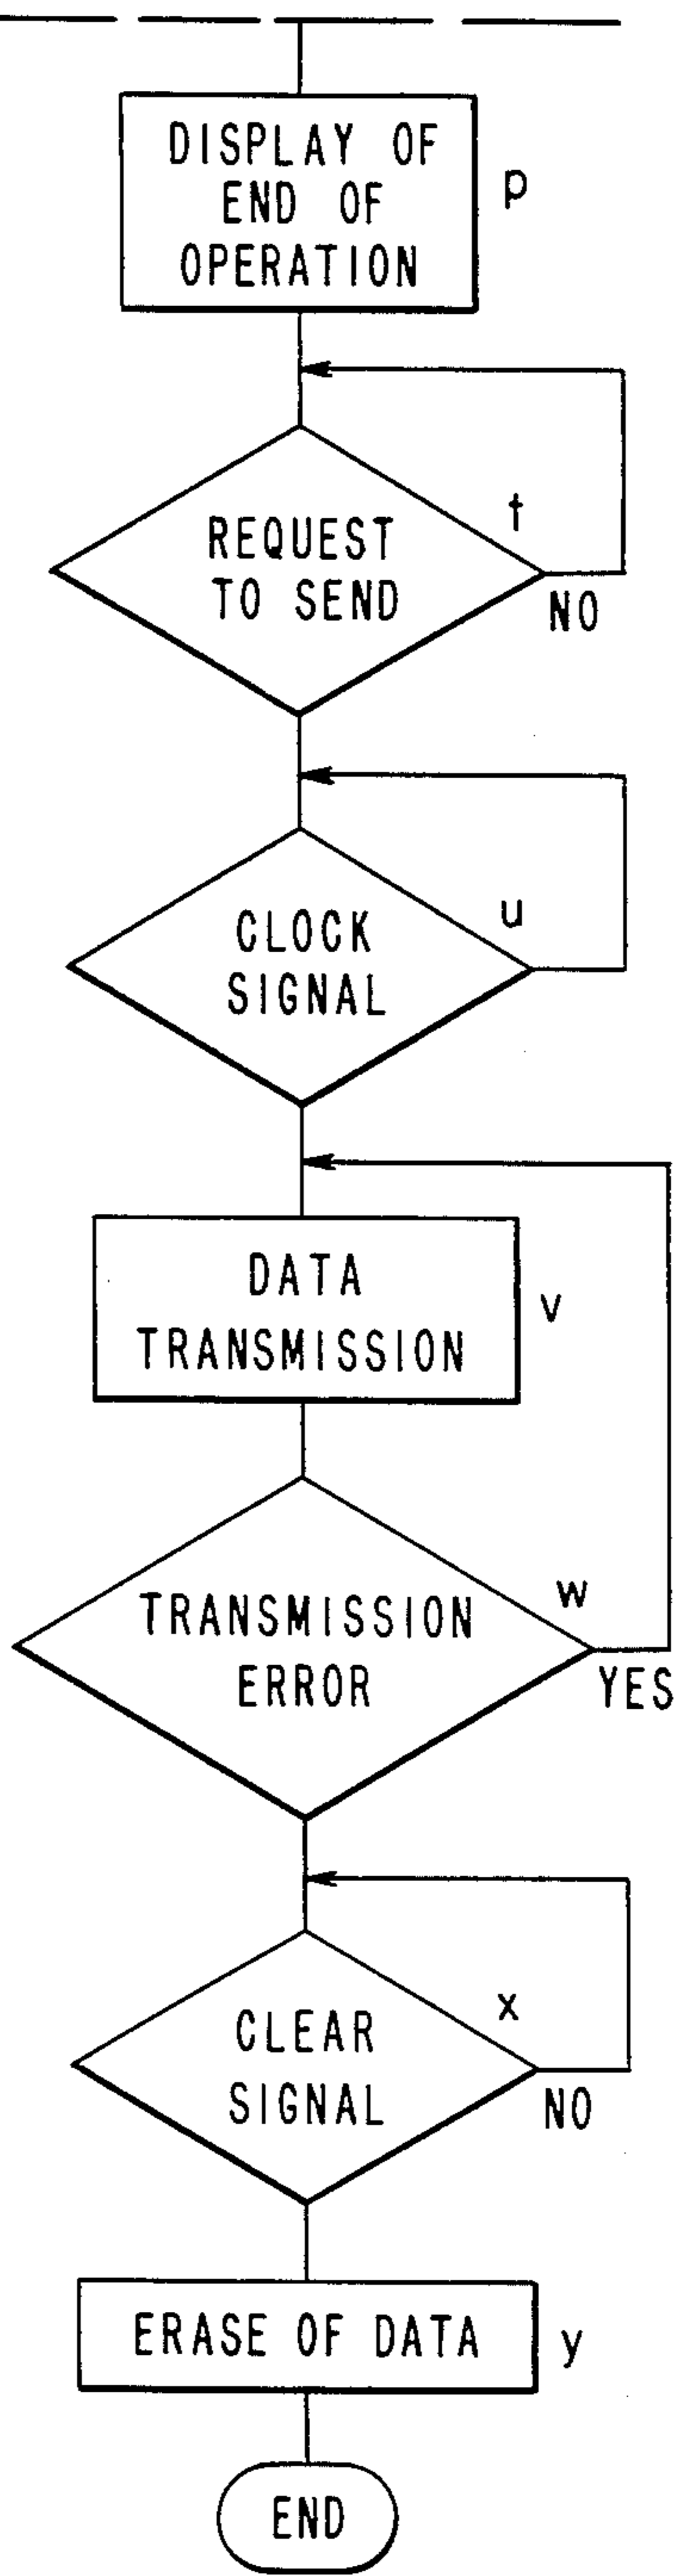 DISPLAY OF
END OF
OPERATION
p
REQUEST
TO SEND
t
NO
CLOCK
SIGNAL
u
DATA
TRANSMISSION
v
TRANSMISSION
ERROR
w
YES
CLEAR
SIGNAL
x
NO
ERASE OF DATA
y
END